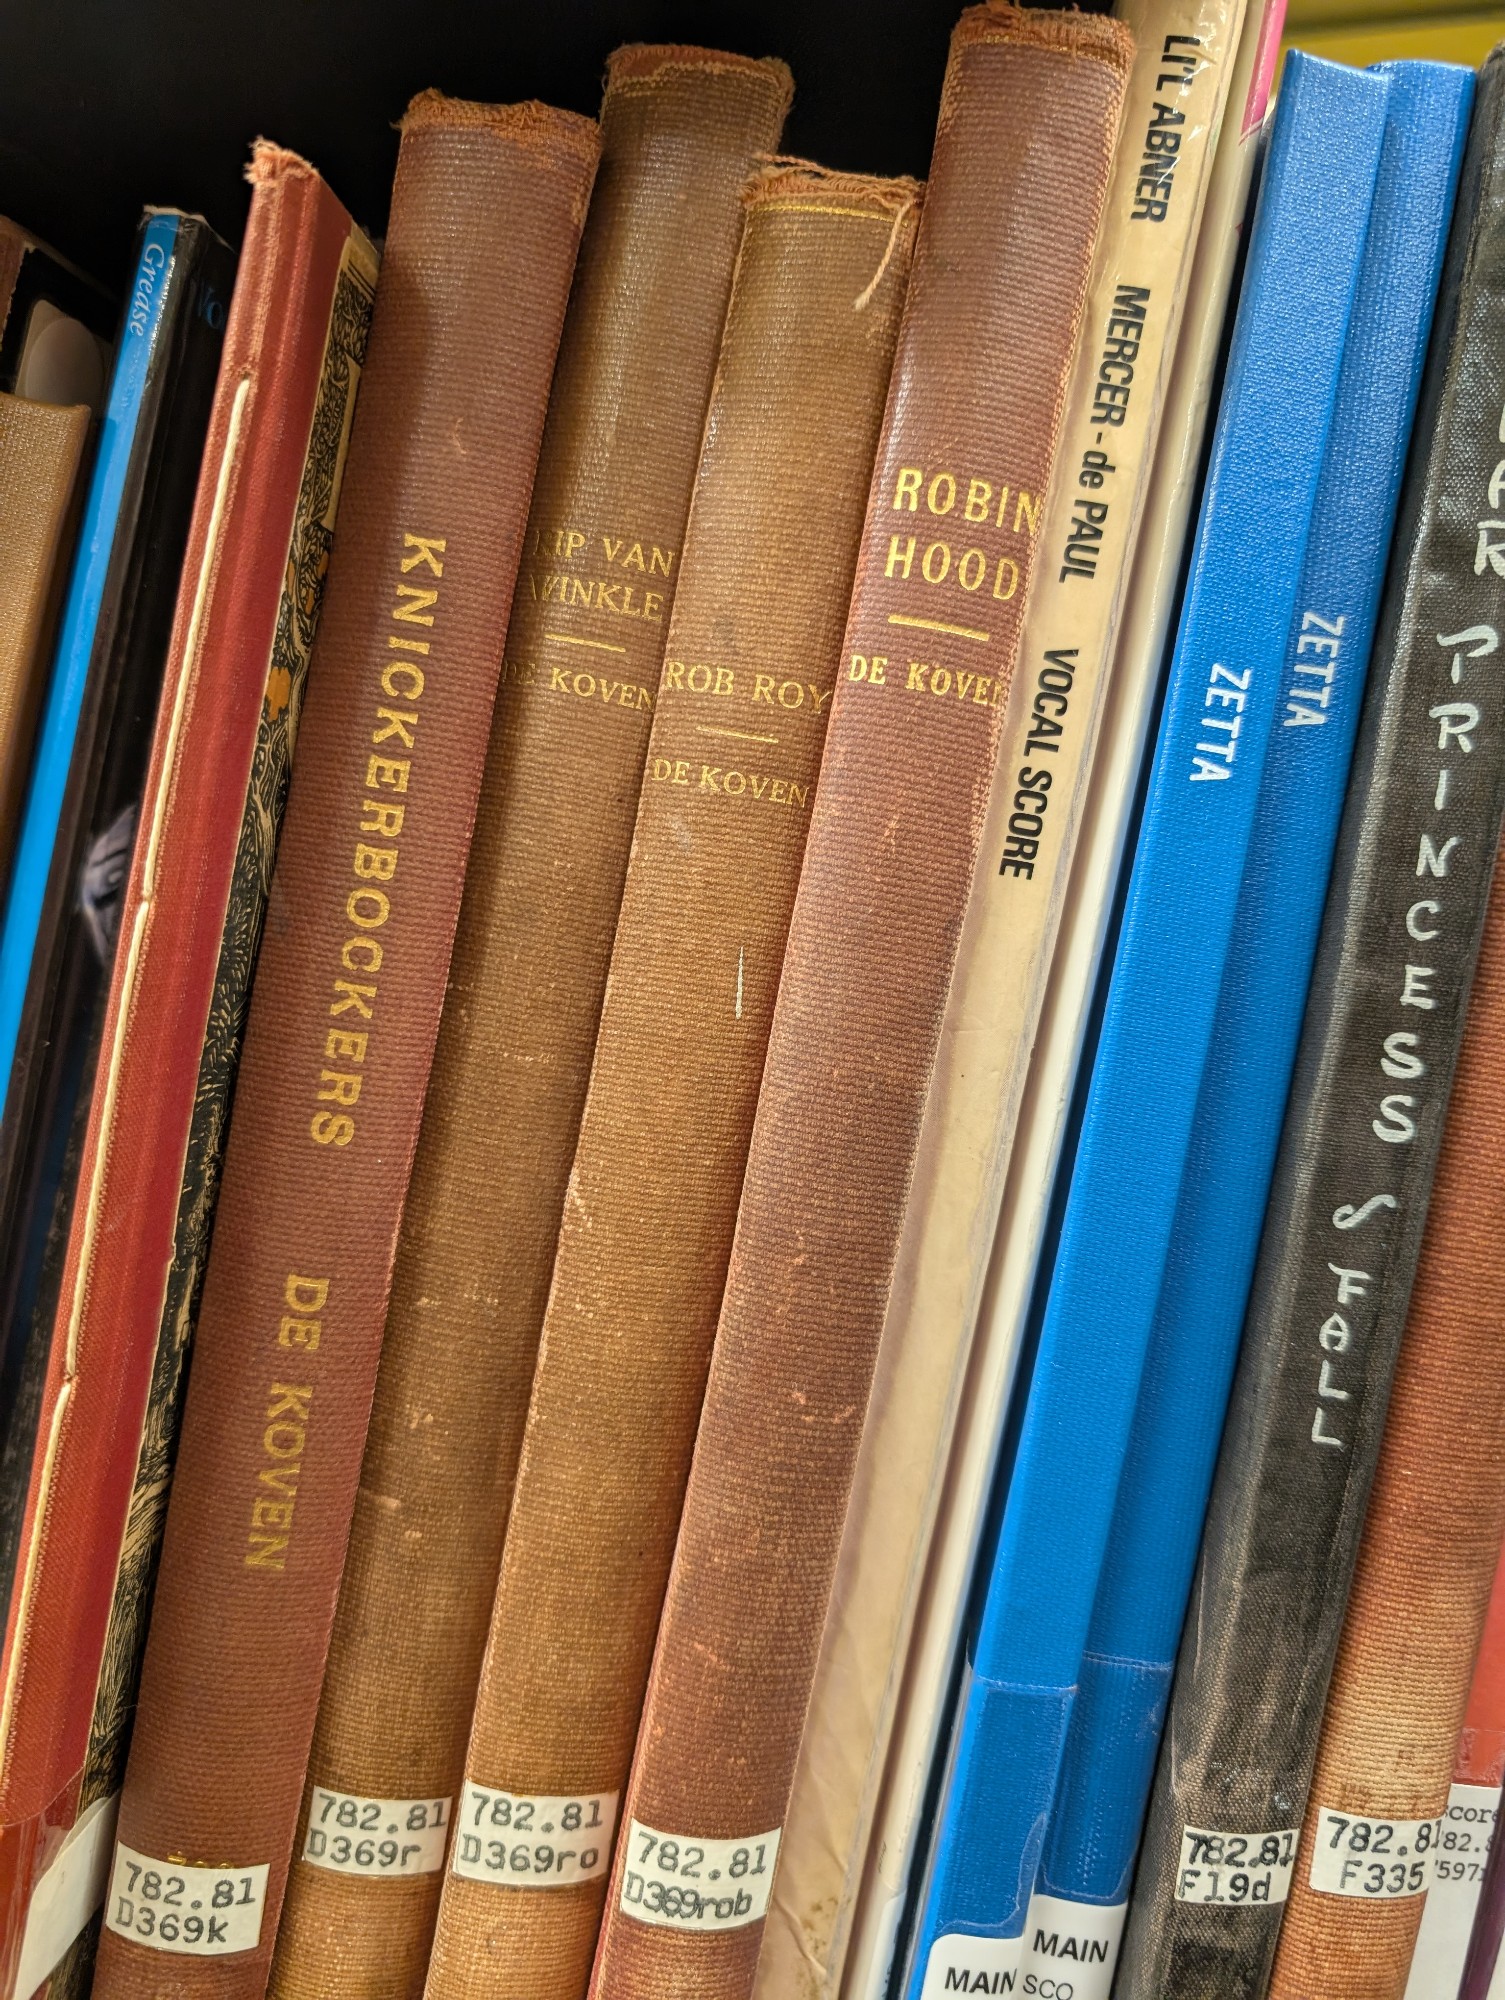 Grease
KNICKERBOCKERS DE KOVEN
782.81
D369k
RIP VAN
WINKLE
DE KOVEN
782.81
D369r
ROB ROY
DE KOVEN
782.81
D369ro
ROBIN
HOOD
DE KOVEN
782.81
D369rob
LI'L ABNER MERCER-de PAUL VOCAL SCORE
ZETTA
MAIN
ZETTA
MAIN
SCO
PRINCESS FALL
782.81
F19d
782.81
F335
score